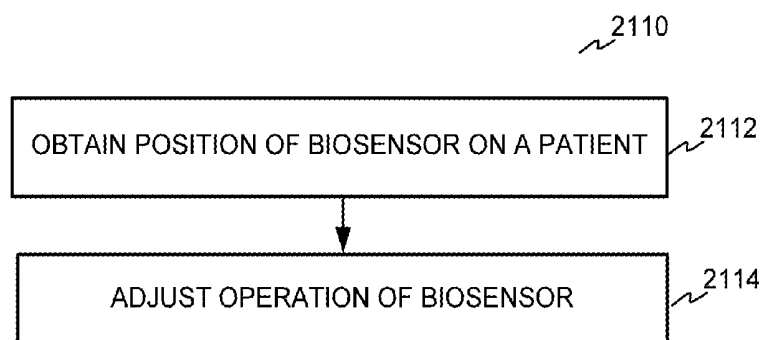 2110
OBTAIN POSITION OF BIOSENSOR ON A PATIENT
2112
ADJUST OPERATION OF BIOSENSOR
2114